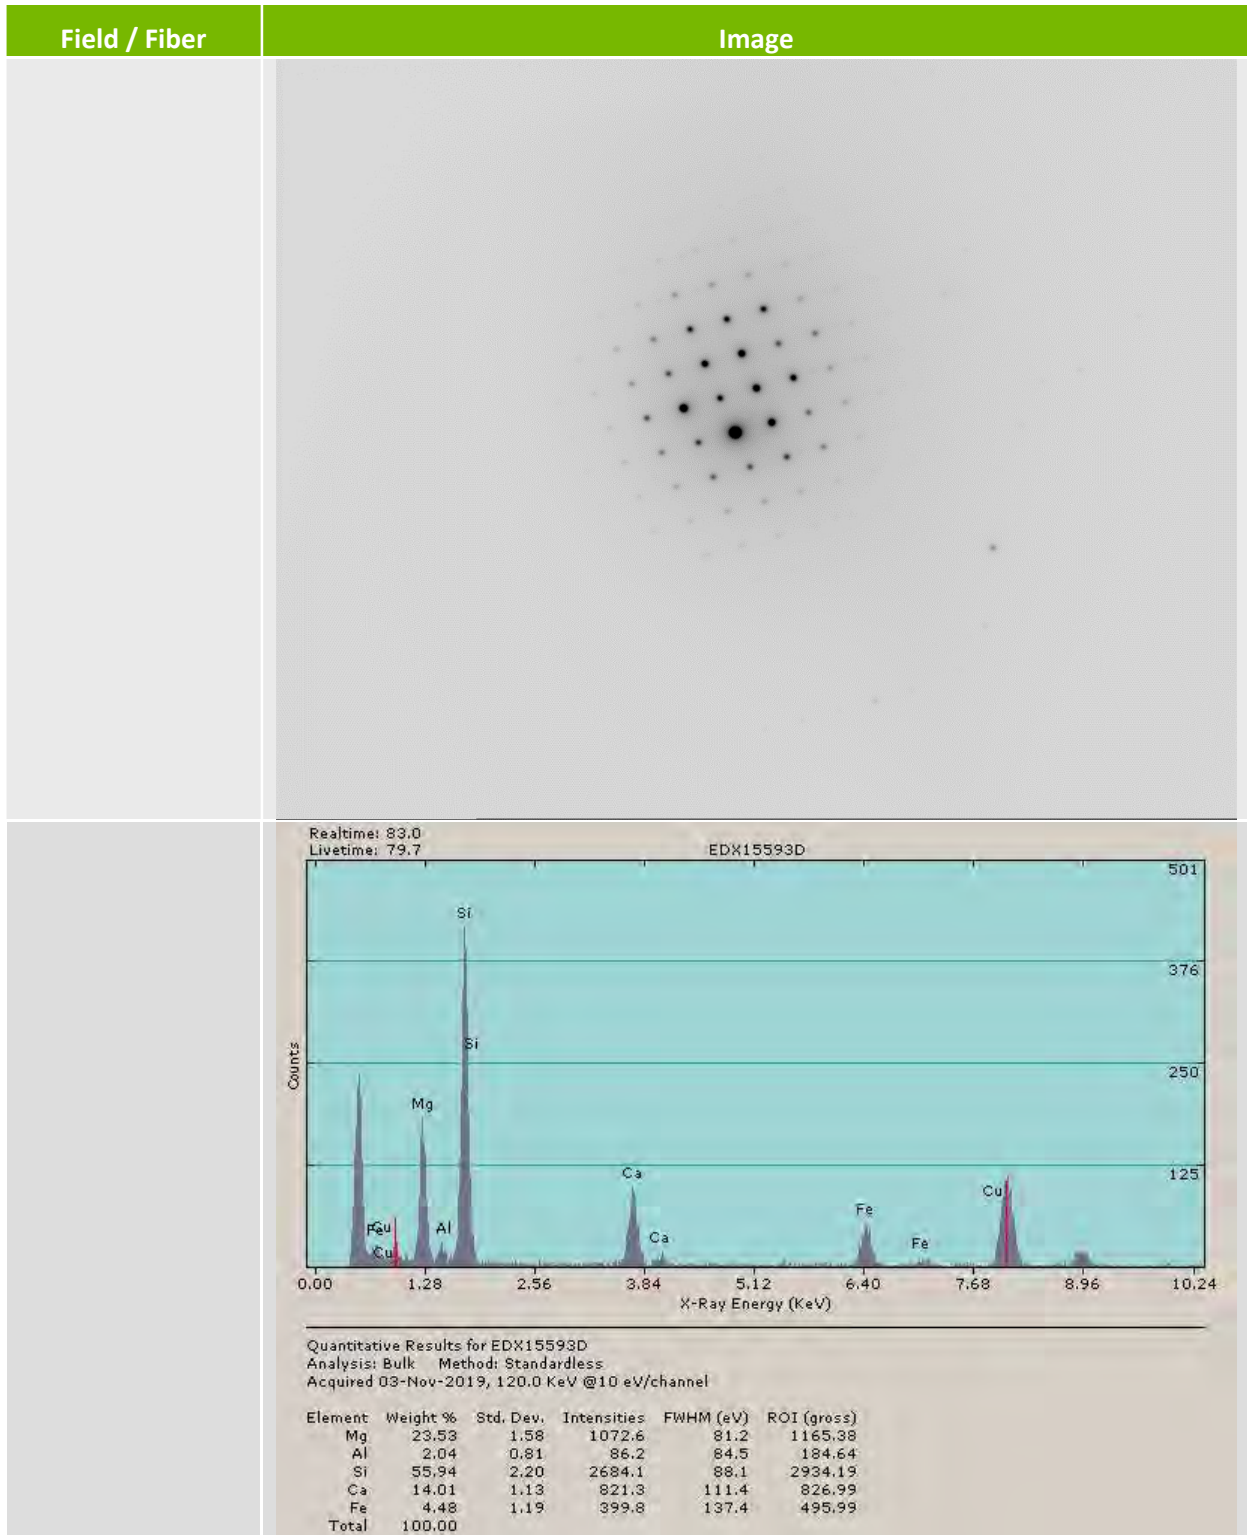 Field / Fiber Image
Realtime: 83.0
Livetime: 79.7
EDX15593D
501
Si
376
Si
Counts
250
Mg
125
Ca
Cu
Fe
Fe
Cu
Al
Ca
Fe
Cu
0.00 1.28 2.56 3.84 5.12 6.40 7.68 8.96 10.24
X-Ray Energy (KeV)
Quantitative Results for EDX15593D
Analysis: Bulk Method: Standardless
Acquired 03-Nov-2019, 120.0 KeV @10 eV/channel
Element Weight % Std. Dev. Intensities FWHM (eV) ROI (gross)
Mg 23.53 1.58 1072.6 81.2 1165.38
Al 2.04 0.81 86.2 84.5 184.64
Si 55.94 2.20 2684.1 88.1 2934.19
Ca 14.01 1.13 821.3 111.4 826.99
Fe 4.48 1.19 399.8 137.4 495.99
Total 100.00